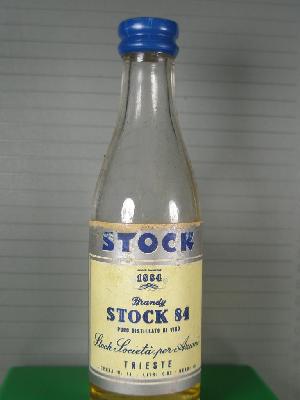 STOCK
1884
Brandy
STOCK 84
PURO DISTILLATO DI VINO
Stock Società per Azioni
TRIESTE